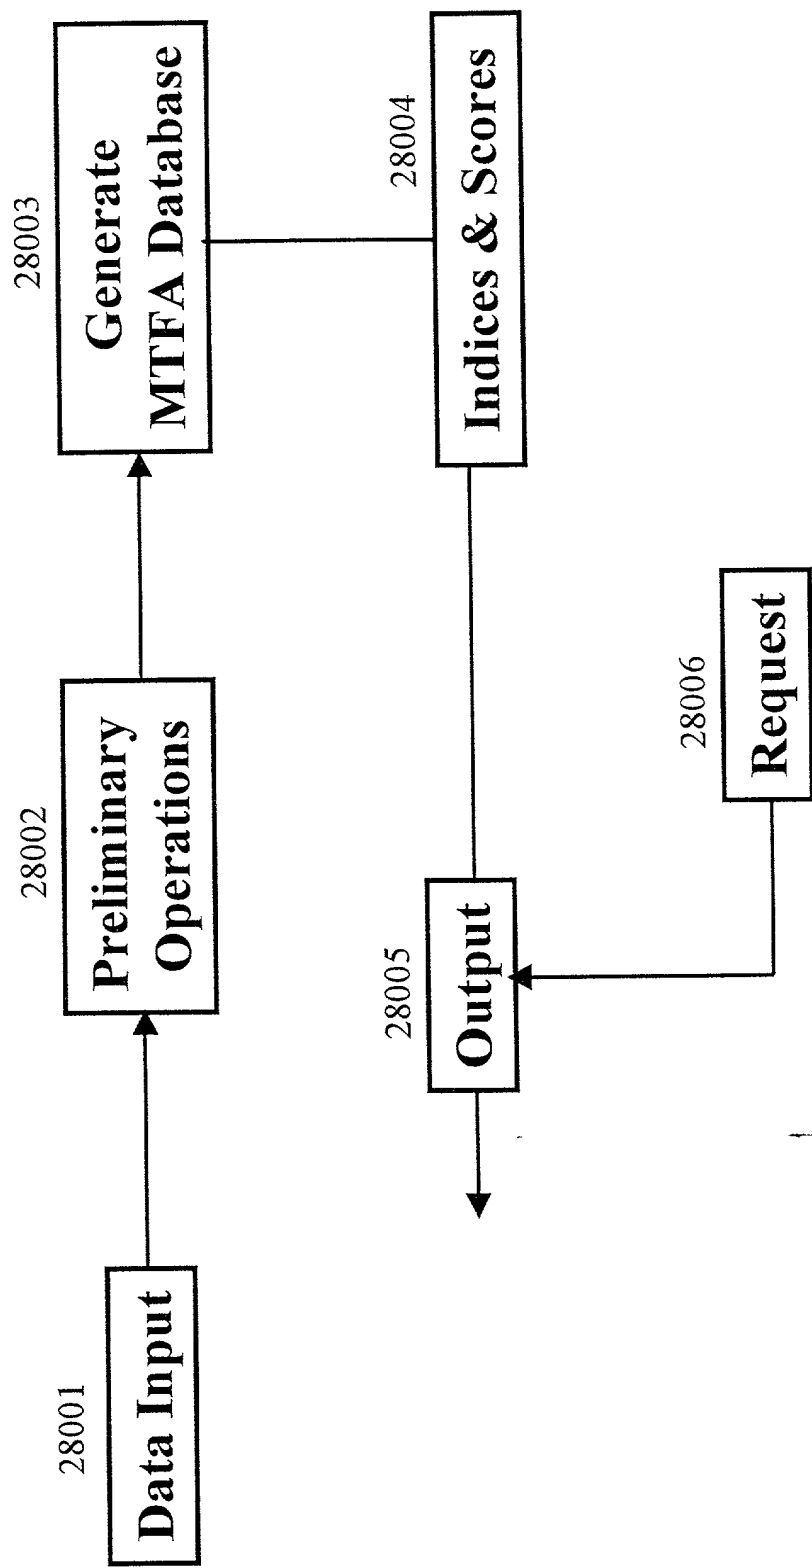 28001
Data Input
28002
Preliminary
Operations
28003
Generate
MTFA Database
28004
Indices & Scores
28005
Output
28006
Request